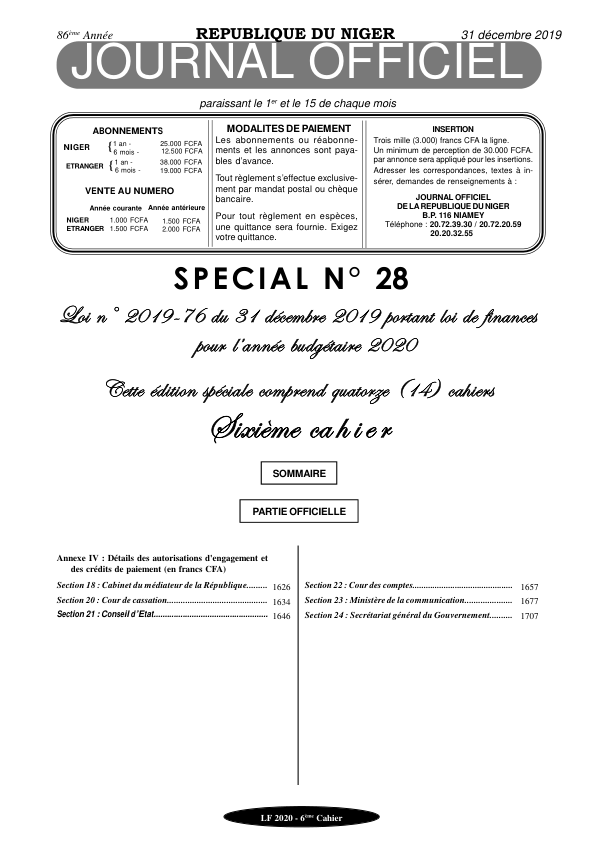 86ème Année REPUBLIQUE DU NIGER 31 décembre 2019
JOURNAL OFFICIEL
paraissant le 1er et le 15 de chaque mois
ABONNEMENTS
NIGER { 1 an - 25.000 FCFA
6 mois - 12.500 FCFA
ETRANGER { 1 an - 38.000 FCFA
6 mois - 19.000 FCFA
VENTE AU NUMERO
Année courante Année antérieure
NIGER 1.000 FCFA 1.500 FCFA
ETRANGER 1.500 FCFA 2.000 FCFA
MODALITES DE PAIEMENT
Les abonnements ou réabonne-
ments et les annonces sont paya-
bles d'avance.
Tout règlement s'effectue exclusive-
ment par mandat postal ou chèque
bancaire.
Pour tout règlement en espèces,
une quittance sera fournie. Exigez
votre quittance.
INSERTION
Trois mille (3.000) francs CFA la ligne.
Un minimum de perception de 30.000 FCFA.
par annonce sera appliqué pour les insertions.
Adresser les correspondances, textes à in-
sérer, demandes de renseignements à :
JOURNAL OFFICIEL
DE LA REPUBLIQUE DU NIGER
B.P. 116 NIAMEY
Téléphone : 20.72.39.30 / 20.72.20.59
20.20.32.55
SPECIAL N° 28
Loi n° 2019-76 du 31 décembre 2019 portant loi de finances
pour l'année budgétaire 2020
Cette édition spéciale comprend quatorze (14) cahiers
Sixième cahier
SOMMAIRE
PARTIE OFFICIELLE
Annexe IV : Détails des autorisations d'engagement et
des crédits de paiement (en francs CFA)
Section 18 : Cabinet du médiateur de la République......... 1626
Section 20 : Cour de cassation............................................. 1634
Section 21 : Conseil d'Etat................................................... 1646
Section 22 : Cour des comptes............................................. 1657
Section 23 : Ministère de la communication..................... 1677
Section 24 : Secrétariat général du Gouvernement.......... 1707
LF 2020 - 6ème Cahier